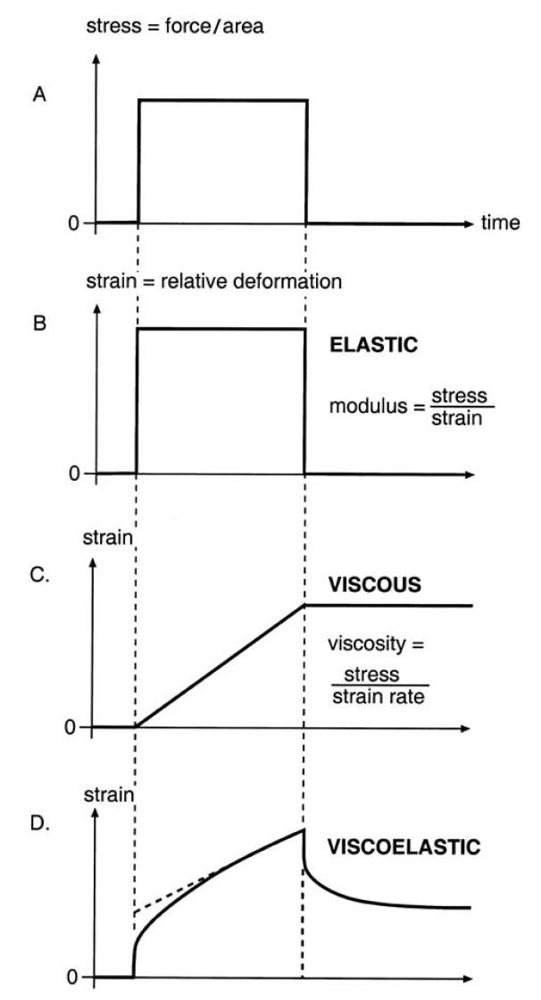 stress = force/area
A
0
time
strain = relative deformation
B
ELASTIC
modulus = stress
strain
0
strain
C.
VISCOUS
viscosity =
stress
strain rate
0
strain
D.
VISCOELASTIC
0